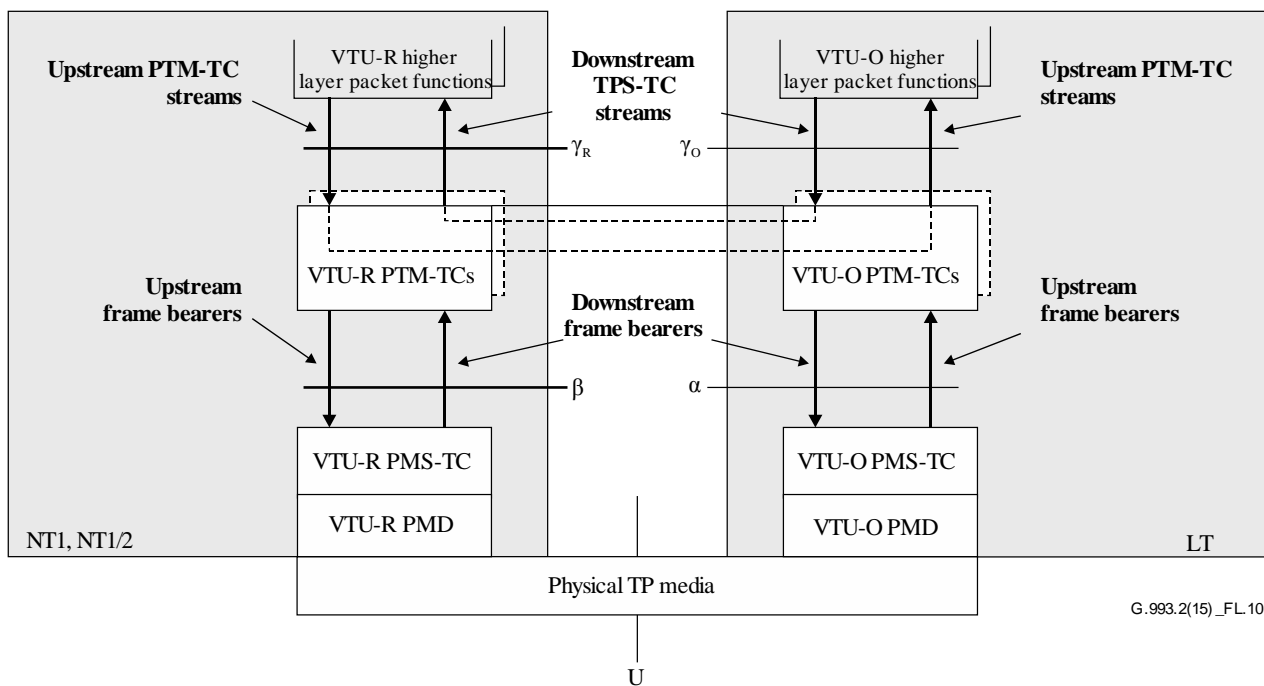 VTU-R higher
layer packet functions
Upstream PTM-TC
streams
Downstream
TPS-TC
streams
VTU-O higher
layer packet functions
Upstream PTM-TC
streams
γR
γO
VTU-R PTM-TCs
VTU-O PTM-TCs
Upstream
frame bearers
Downstream
frame bearers
Upstream
frame bearers
β
α
VTU-R PMS-TC
VTU-O PMS-TC
VTU-R PMD
VTU-O PMD
NT1, NT1/2
LT
Physical TP media
G.993.2(15)_FL.10
U